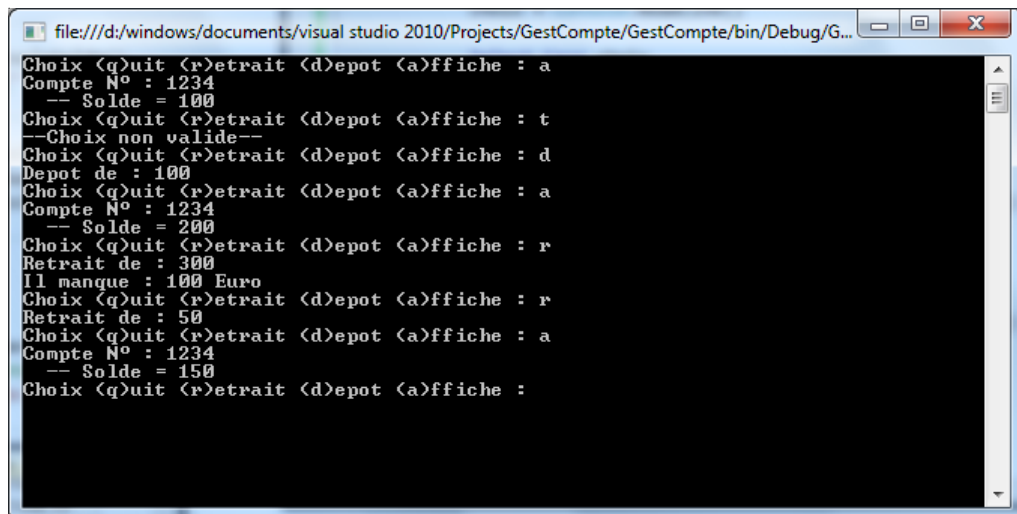 file:///d:/windows/documents/visual studio 2010/Projects/GestCompte/GestCompte/bin/Debug/G...
Choix (q)uit (r)etrait (d)epot (a)ffiche : a
Compte Nº : 1234
-- Solde = 100
Choix (q)uit (r)etrait (d)epot (a)ffiche : t
--Choix non valide--
Choix (q)uit (r)etrait (d)epot (a)ffiche : d
Depot de : 100
Choix (q)uit (r)etrait (d)epot (a)ffiche : a
Compte Nº : 1234
-- Solde = 200
Choix (q)uit (r)etrait (d)epot (a)ffiche : r
Retrait de : 300
Il manque : 100 Euro
Choix (q)uit (r)etrait (d)epot (a)ffiche : r
Retrait de : 50
Choix (q)uit (r)etrait (d)epot (a)ffiche : a
Compte Nº : 1234
-- Solde = 150
Choix (q)uit (r)etrait (d)epot (a)ffiche :